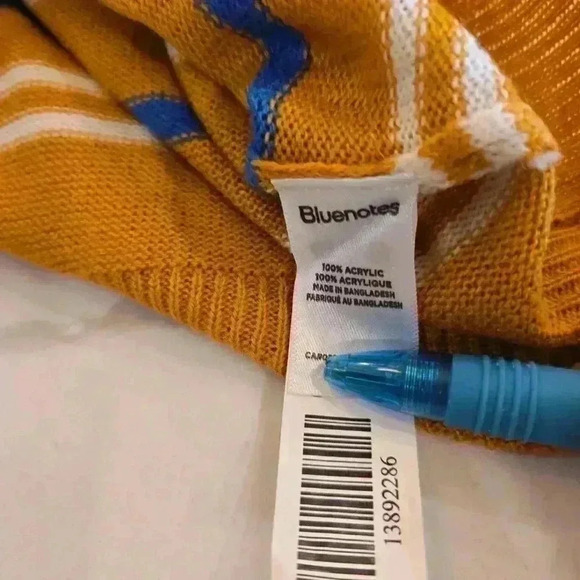 Bluenotes
100% ACRYLIC
100% ACRYLIQUE
MADE IN BANGLADESH
FABRIQUÉ AU BANGLADESH
13892286